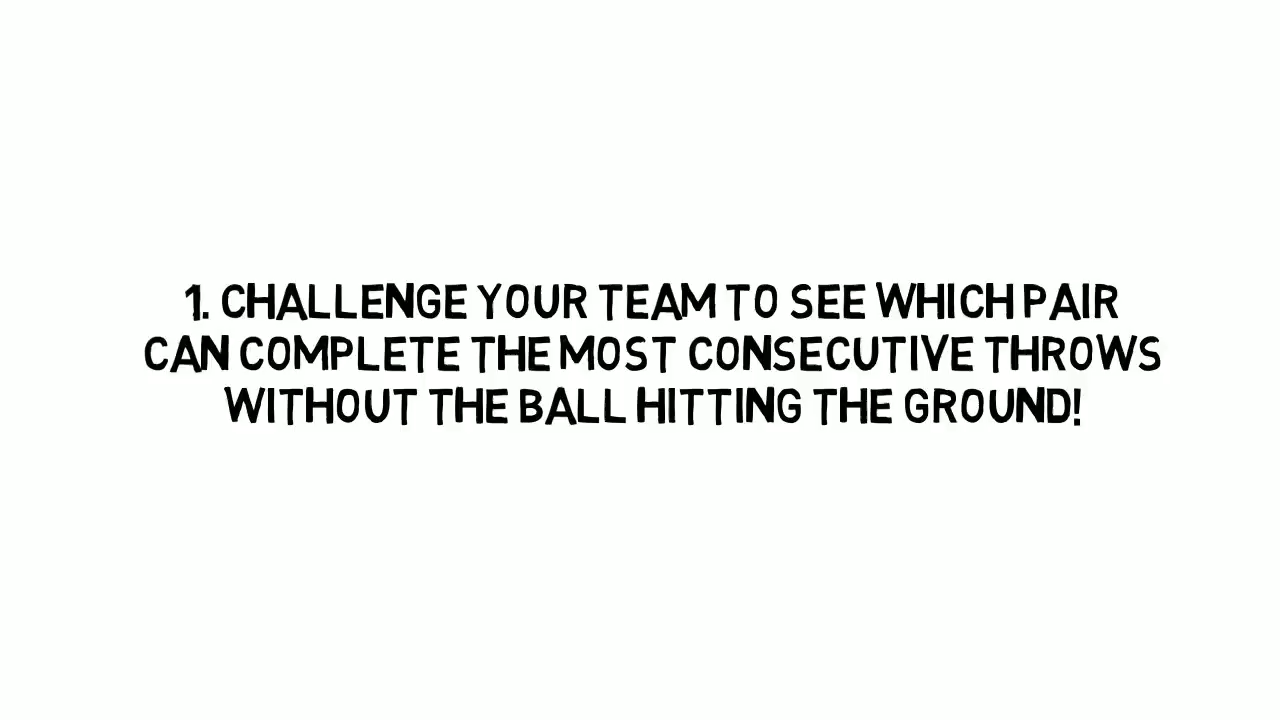 1. CHALLENGE YOUR TEAM TO SEE WHICH PAIR
CAN COMPLETE THE MOST CONSECUTIVE THROWS
WITHOUT THE BALL HITTING THE GROUND!